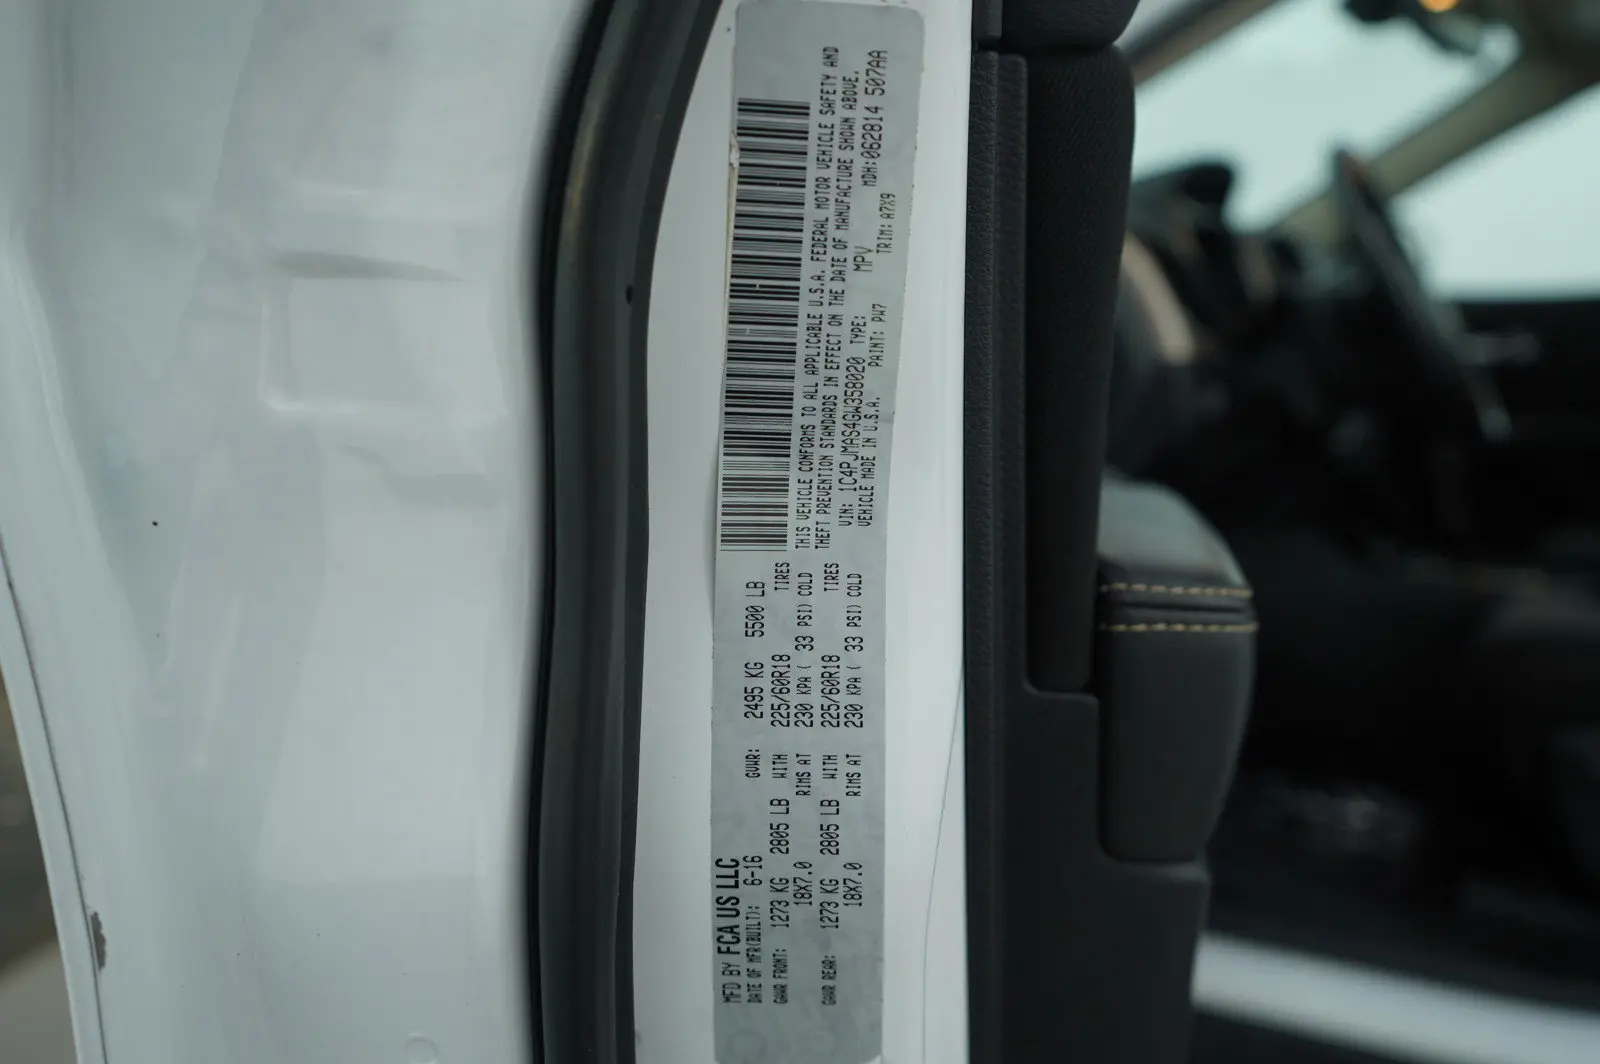 MFD BY FCA US LLC
DATE OF MFR(BUILT): 6-16 GVWR: 2495 KG 5500 LB
GAWR FRONT: 1273 KG 2805 LB WITH 225/60R18 TIRES
18X7.0 RIMS AT 230 KPA ( 33 PSI) COLD
GAWR REAR: 1273 KG 2805 LB WITH 225/60R18 TIRES
18X7.0 RIMS AT 230 KPA ( 33 PSI) COLD
THIS VEHICLE CONFORMS TO ALL APPLICABLE U.S.A. FEDERAL MOTOR VEHICLE SAFETY AND
THEFT PREVENTION STANDARDS IN EFFECT ON THE DATE OF MANUFACTURE SHOWN ABOVE.
VIN: 1C4PJMAS4GW358020 TYPE: MPV MDH:062814 507AA
VEHICLE MADE IN U.S.A. PAINT: PW7 TRIM: A7X9